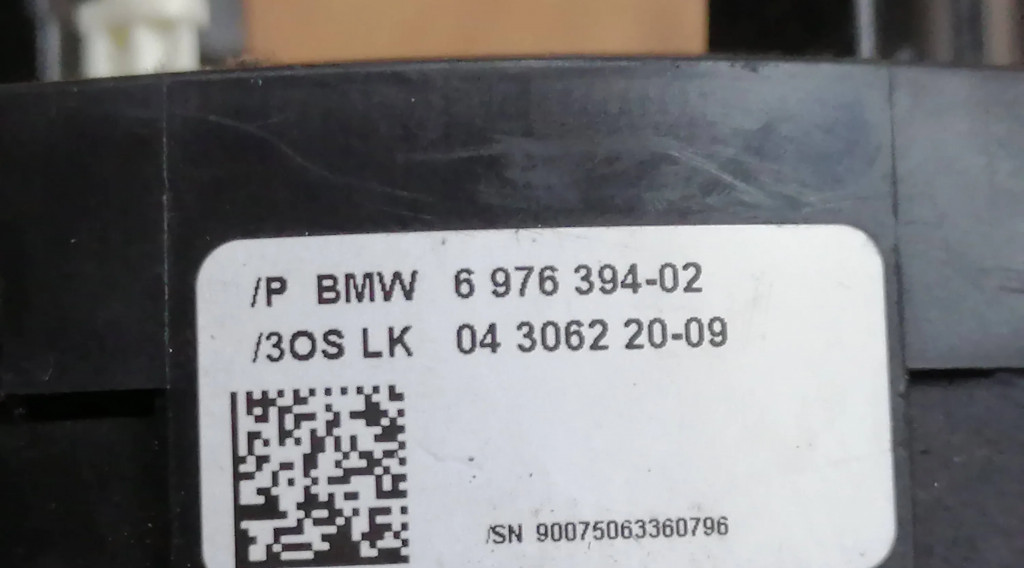 /P BMW 6 976 394-02
/3OS LK 04 3062 20-09
/SN 90075063360796